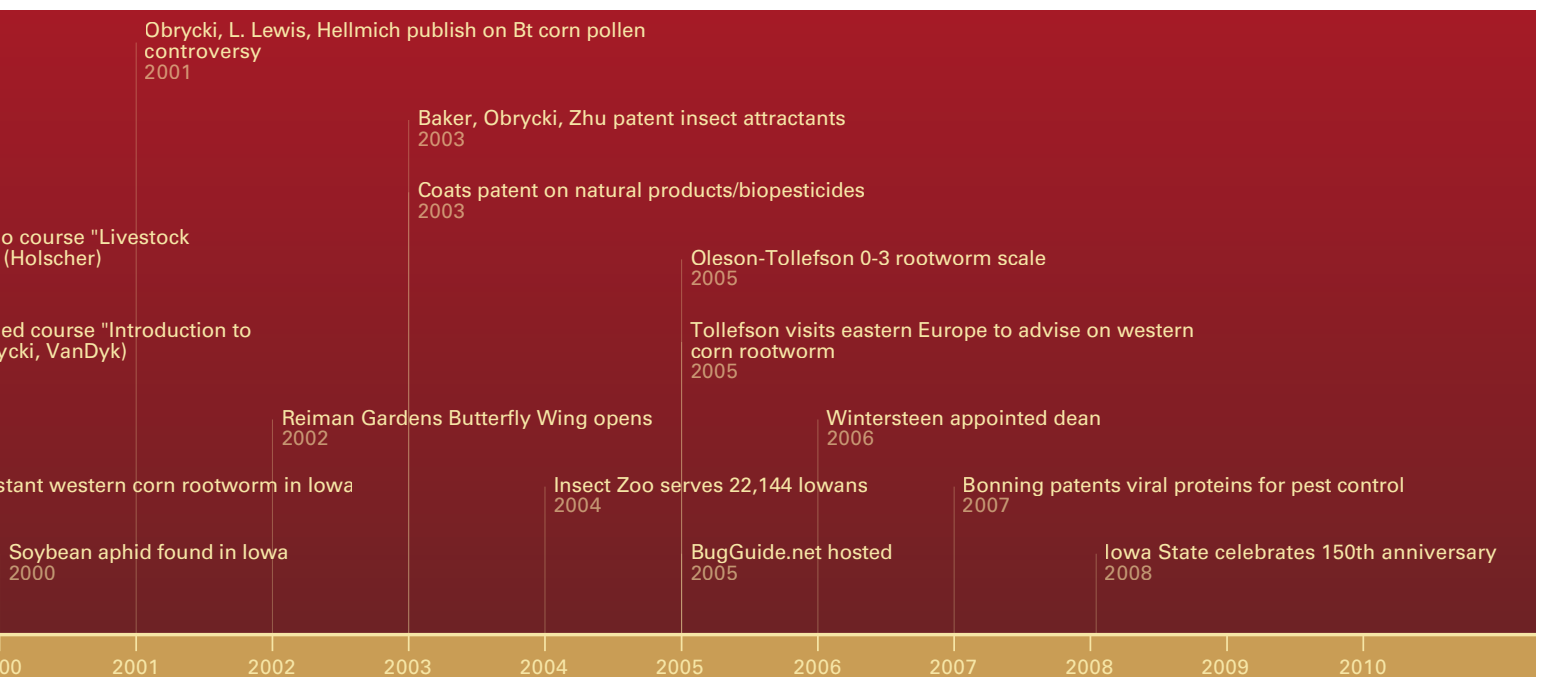 Obrycki, L. Lewis, Hellmich publish on Bt corn pollen
controversy
2001
Baker, Obrycki, Zhu patent insect attractants
2003
Coats patent on natural products/biopesticides
2003
o course "Livestock
(Holscher)
Oleson-Tollefson 0-3 rootworm scale
2005
ed course "Introduction to
ycki, VanDyk)
Tollefson visits eastern Europe to advise on western
corn rootworm
2005
Reiman Gardens Butterfly Wing opens
2002
Wintersteen appointed dean
2006
stant western corn rootworm in Iowa
Insect Zoo serves 22,144 Iowans
2004
Bonning patents viral proteins for pest control
2007
Soybean aphid found in Iowa
2000
BugGuide.net hosted
2005
Iowa State celebrates 150th anniversary
2008
00 2001 2002 2003 2004 2005 2006 2007 2008 2009 2010